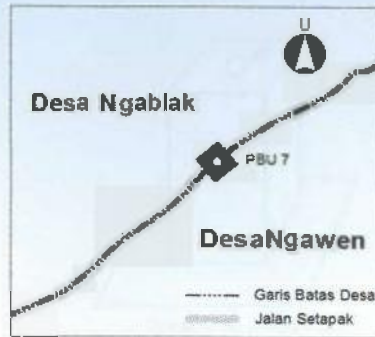 U
Desa Ngablak
PBU 7
DesaNgawen
Garis Batas Desa
Jalan Setapak